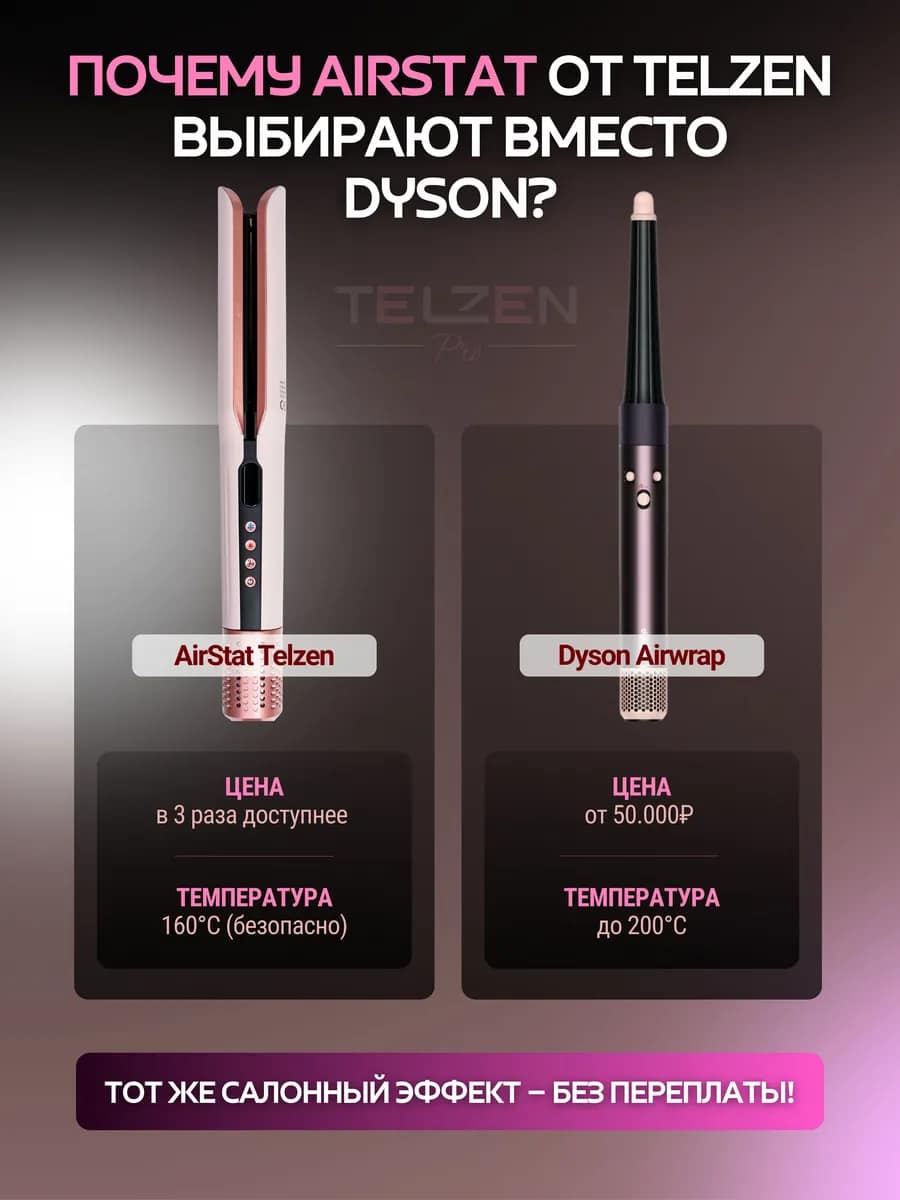 ПОЧЕМУ AIRSTAT ОТ TELZEN
ВЫБИРАЮТ ВМЕСТО
DYSON?
TELZEN
Pro
AirStat Telzen
ЦЕНА
в 3 раза доступнее
ТЕМПЕРАТУРА
160°C (безопасно)
Dyson Airwrap
ЦЕНА
от 50.000₽
ТЕМПЕРАТУРА
до 200°C
ТОТ ЖЕ САЛОННЫЙ ЭФФЕКТ – БЕЗ ПЕРЕПЛАТЫ!